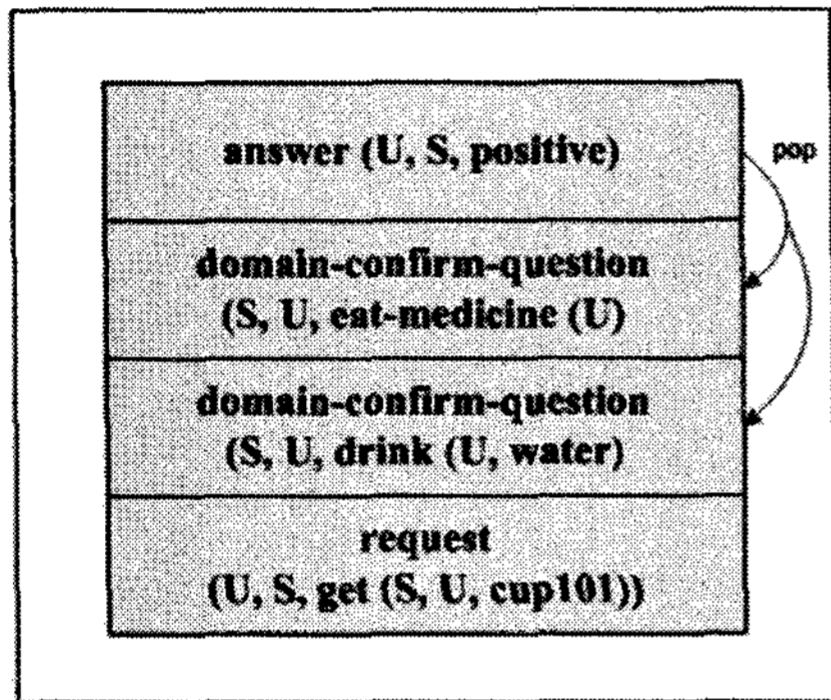 answer (U, S, positive)
pop
domain-confirm-question
(S, U, eat-medicine (U)
domain-confirm-question
(S, U, drink (U, water)
request
(U, S, get (S, U, cup101))